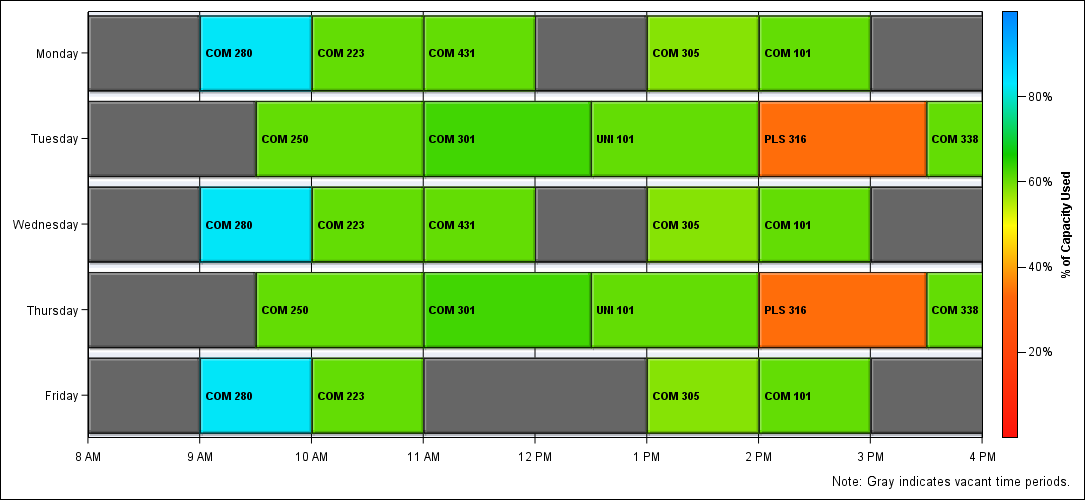 Monday COM 280 COM 223 COM 431 COM 305 COM 101
Tuesday COM 250 COM 301 UNI 101 PLS 316 COM 338
Wednesday COM 280 COM 223 COM 431 COM 305 COM 101
Thursday COM 250 COM 301 UNI 101 PLS 316 COM 338
Friday COM 280 COM 223 COM 305 COM 101
8 AM 9 AM 10 AM 11 AM 12 PM 1 PM 2 PM 3 PM 4 PM
80%
60%
40%
20%
% of Capacity Used
Note: Gray indicates vacant time periods.